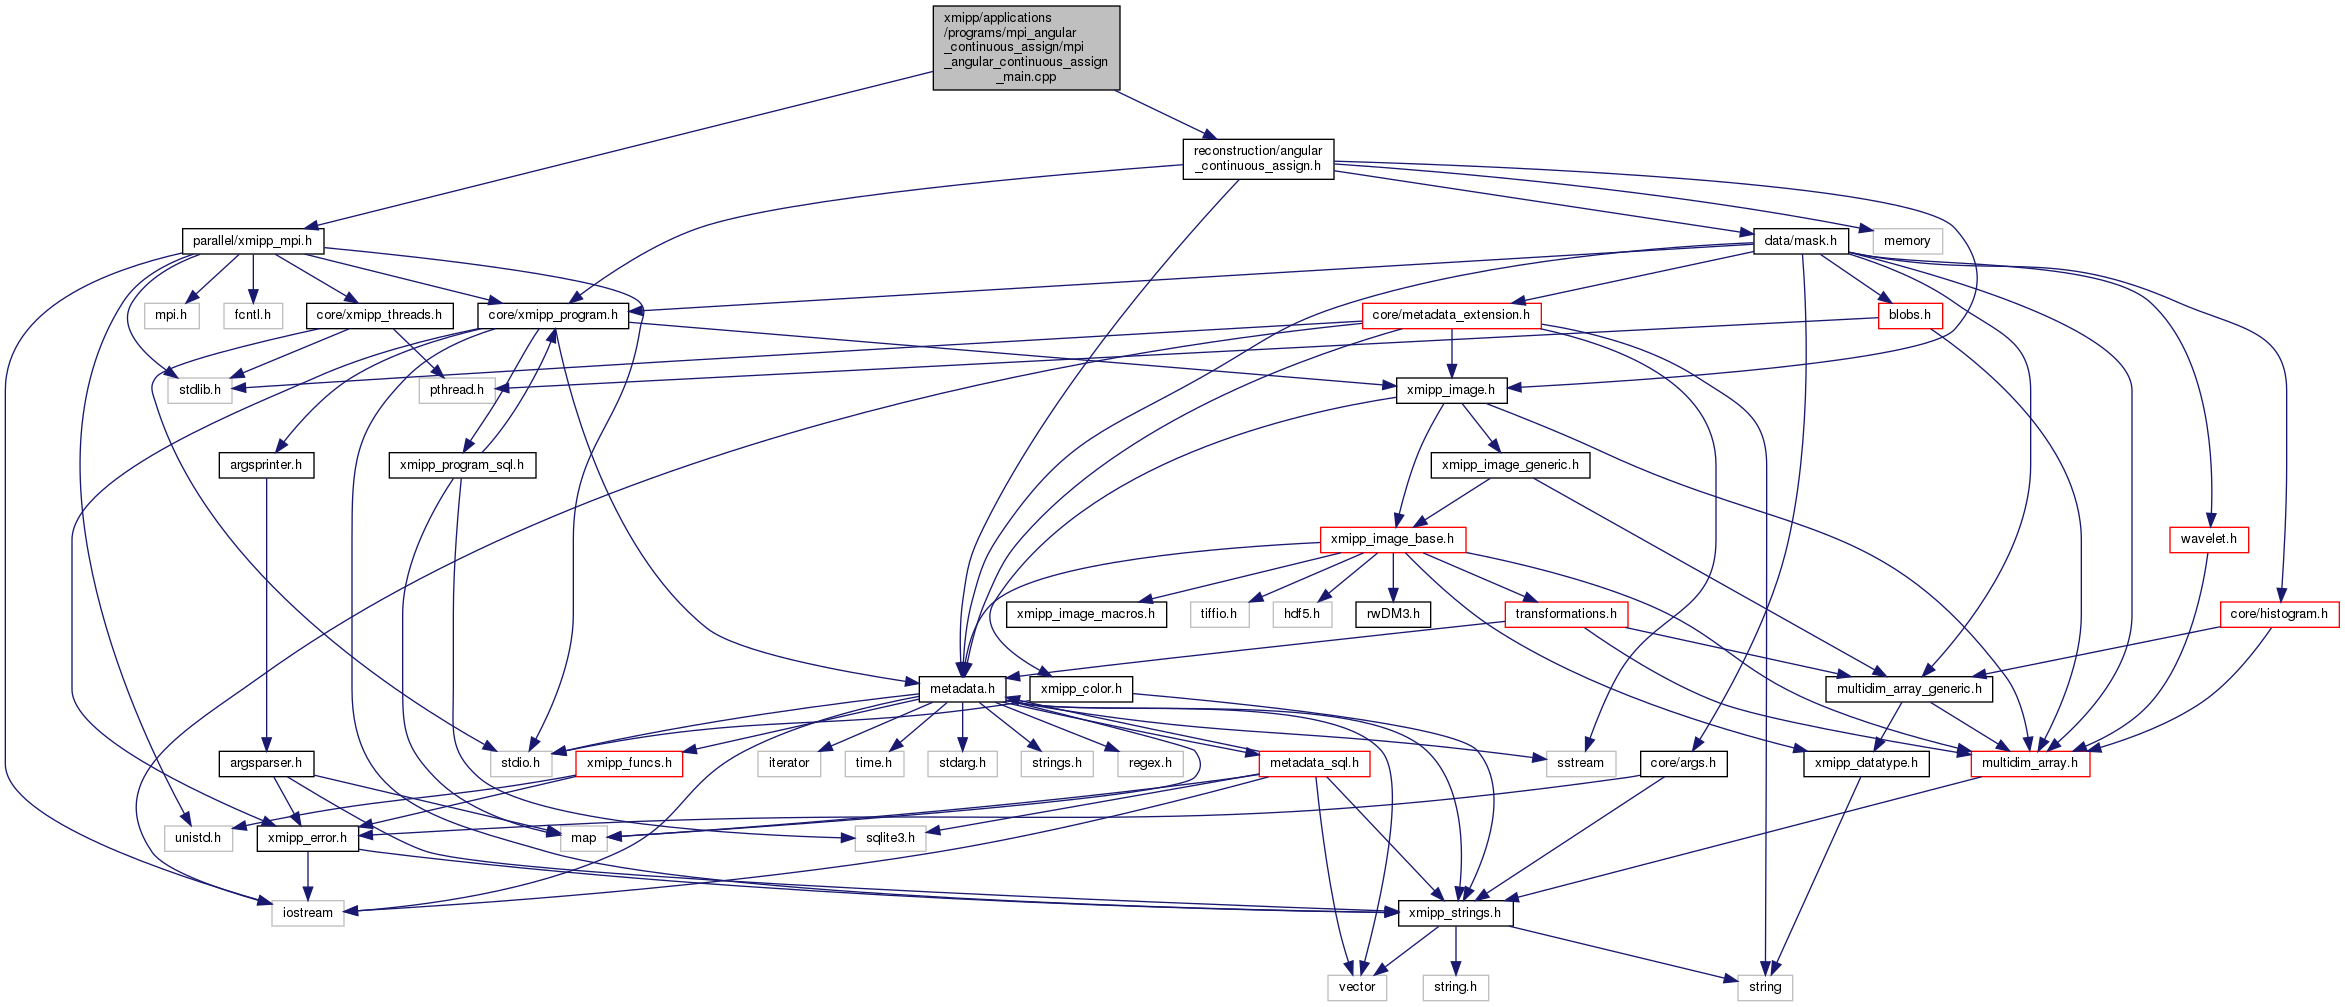 xmipp/applications
/programs/mpi_angular
_continuous_assign/mpi
_angular_continuous_assign
_main.cpp
reconstruction/angular
_continuous_assign.h
parallel/xmipp_mpi.h
data/mask.h
memory
mpi.h
fcntl.h
core/xmipp_threads.h
core/xmipp_program.h
core/metadata_extension.h
blobs.h
stdlib.h
pthread.h
xmipp_image.h
argsprinter.h
xmipp_program_sql.h
xmipp_image_generic.h
xmipp_image_base.h
wavelet.h
xmipp_image_macros.h
tiffio.h
hdf5.h
rwDM3.h
transformations.h
core/histogram.h
metadata.h
xmipp_color.h
multidim_array_generic.h
argsparser.h
stdio.h
xmipp_funcs.h
iterator
time.h
stdarg.h
strings.h
regex.h
metadata_sql.h
sstream
core/args.h
xmipp_datatype.h
multidim_array.h
unistd.h
xmipp_error.h
map
sqlite3.h
iostream
xmipp_strings.h
vector
string.h
string